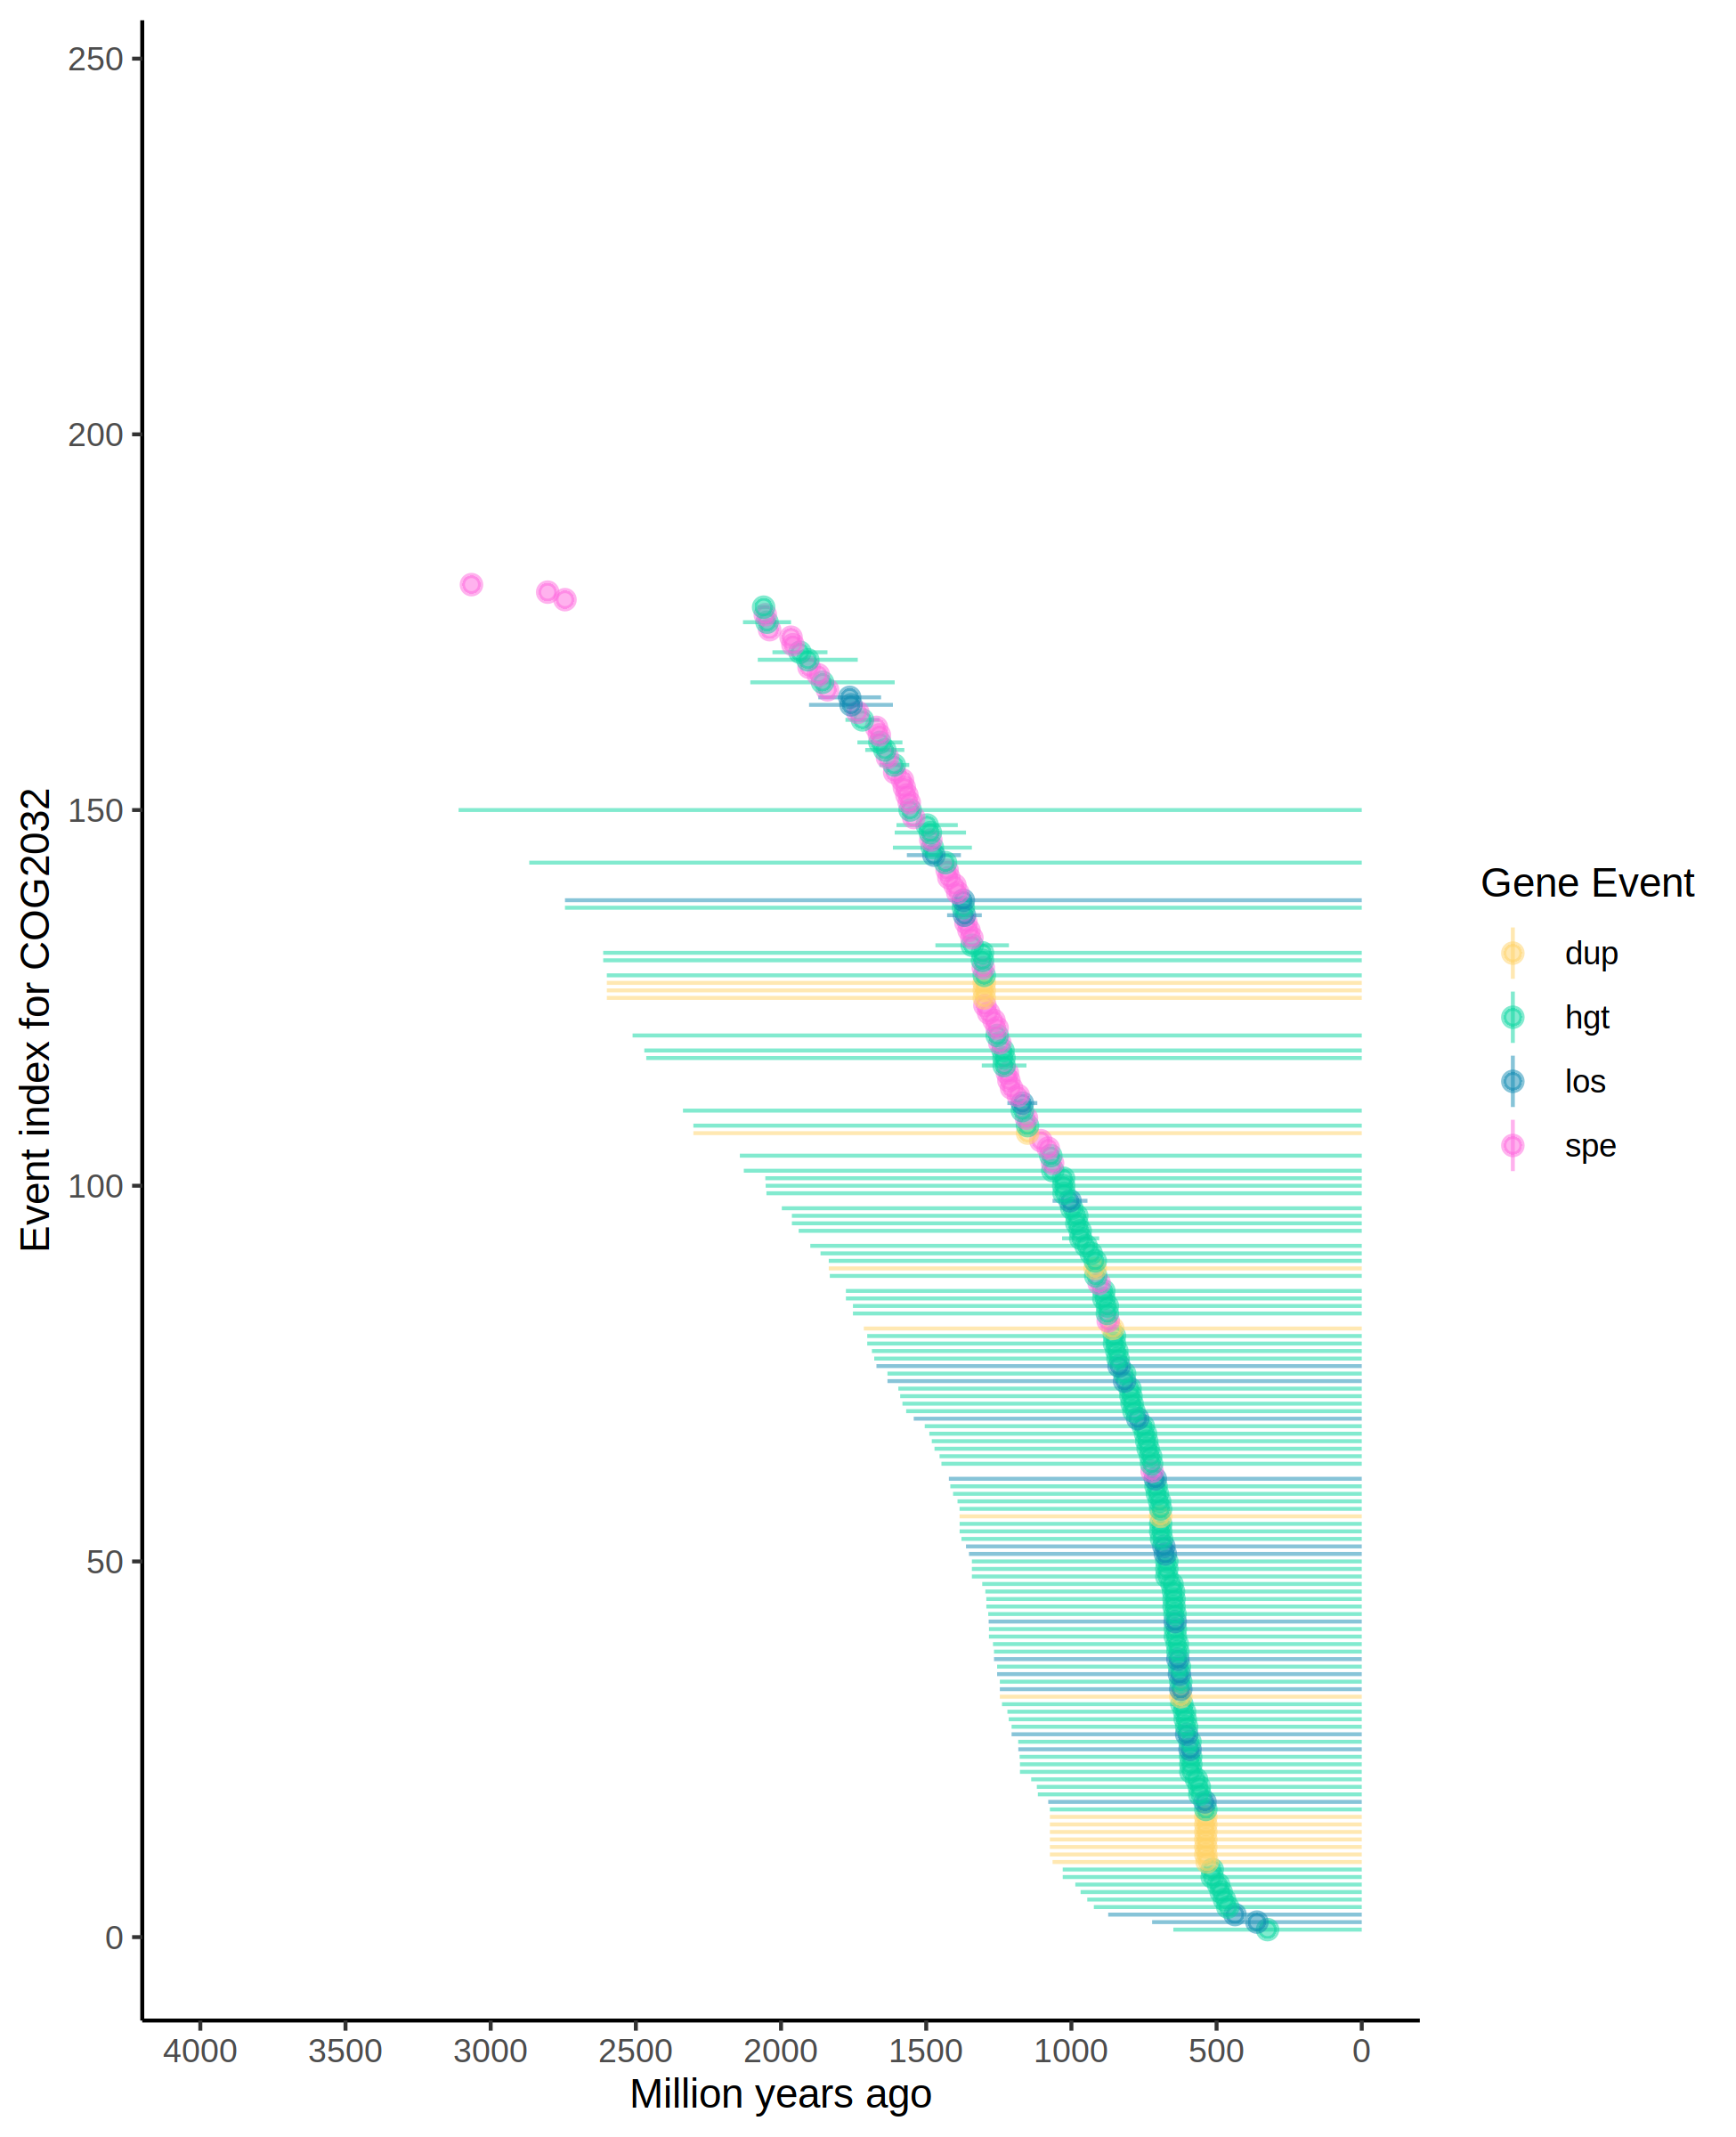 250
200
150
100
50
0
Event index for COG2032
4000 3500 3000 2500 2000 1500 1000 500 0
Million years ago
Gene Event
dup
hgt
los
spe